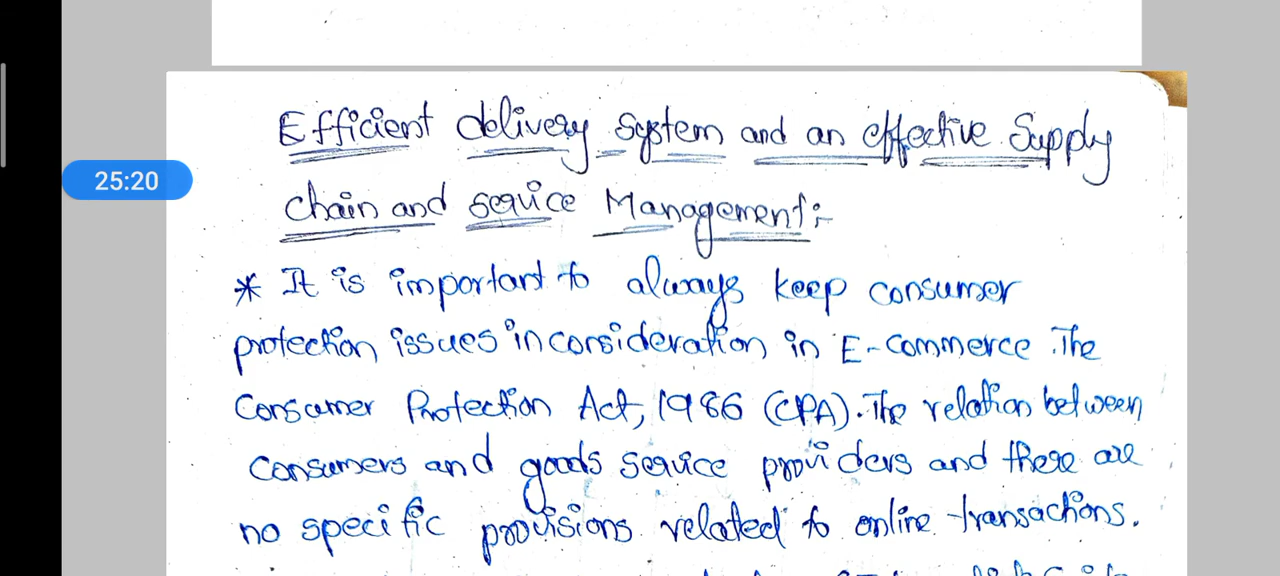 25:20
Efficient delivery system and an effective Supply
chain and service Management:-
* It is important to always keep consumer
protection issues in consideration in E-commerce. The
Consumer Protection Act, 1986 (CPA). The relation between
consumers and goods service providers and there are
no specific provisions related to online transactions.